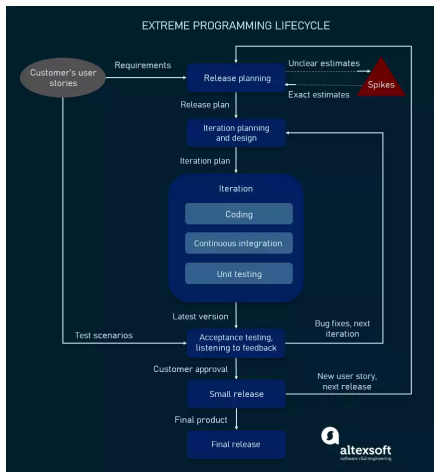 EXTREME PROGRAMMING LIFECYCLE
Customer's user
stories
Requirements
Release planning
Unclear estimates
Spikes
Exact estimates
Release plan
Iteration planning
and design
Iteration plan
Iteration
Coding
Continuous integration
Unit testing
Latest version
Test scenarios
Acceptance testing,
listening to feedback
Bug fixes, next
iteration
Customer approval
Small release
New user story,
next release
Final product
Final release
altexsoft
software r&d engineering